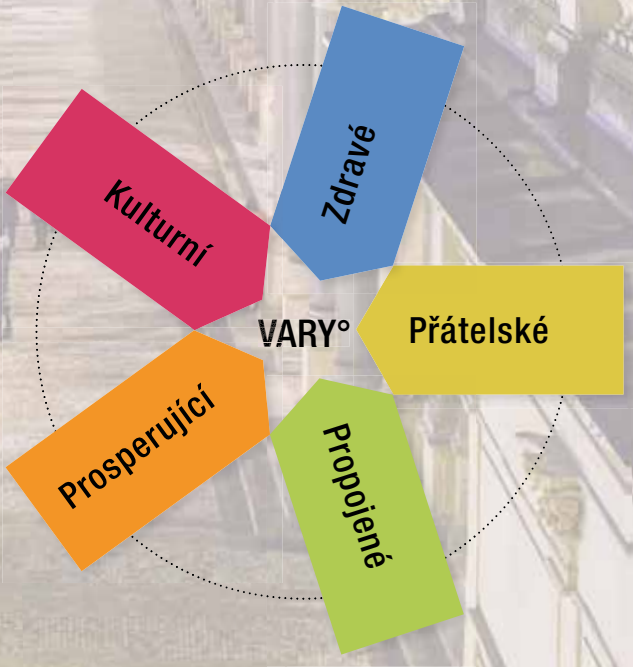 Zdravé
Kulturní
VARY°
Přátelské
Prosperující
Propojené